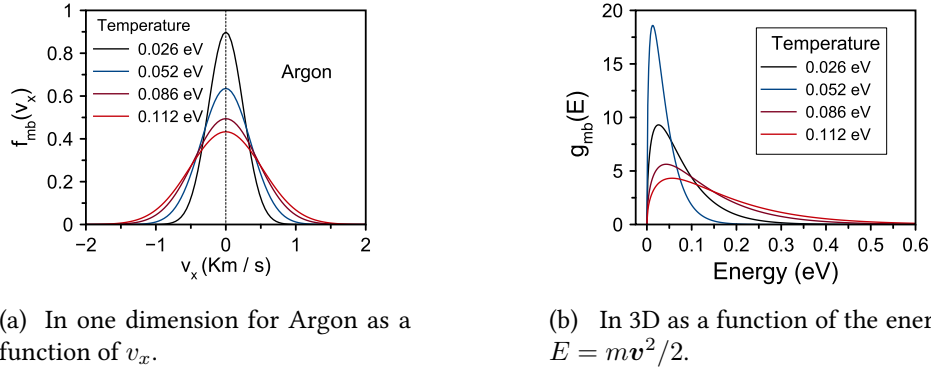 1
0.8
0.6
0.4
0.2
0
f_mb(v_x)
Temperature
0.026 eV
0.052 eV
0.086 eV
0.112 eV
Argon
−2 −1 0 1 2
v_x (Km / s)
20
15
10
5
0
g_mb(E)
Temperature
0.026 eV
0.052 eV
0.086 eV
0.112 eV
0 0.1 0.2 0.3 0.4 0.5 0.6
Energy (eV)
(a) In one dimension for Argon as a
function of v_x.
(b) In 3D as a function of the ener
E = mv²/2.